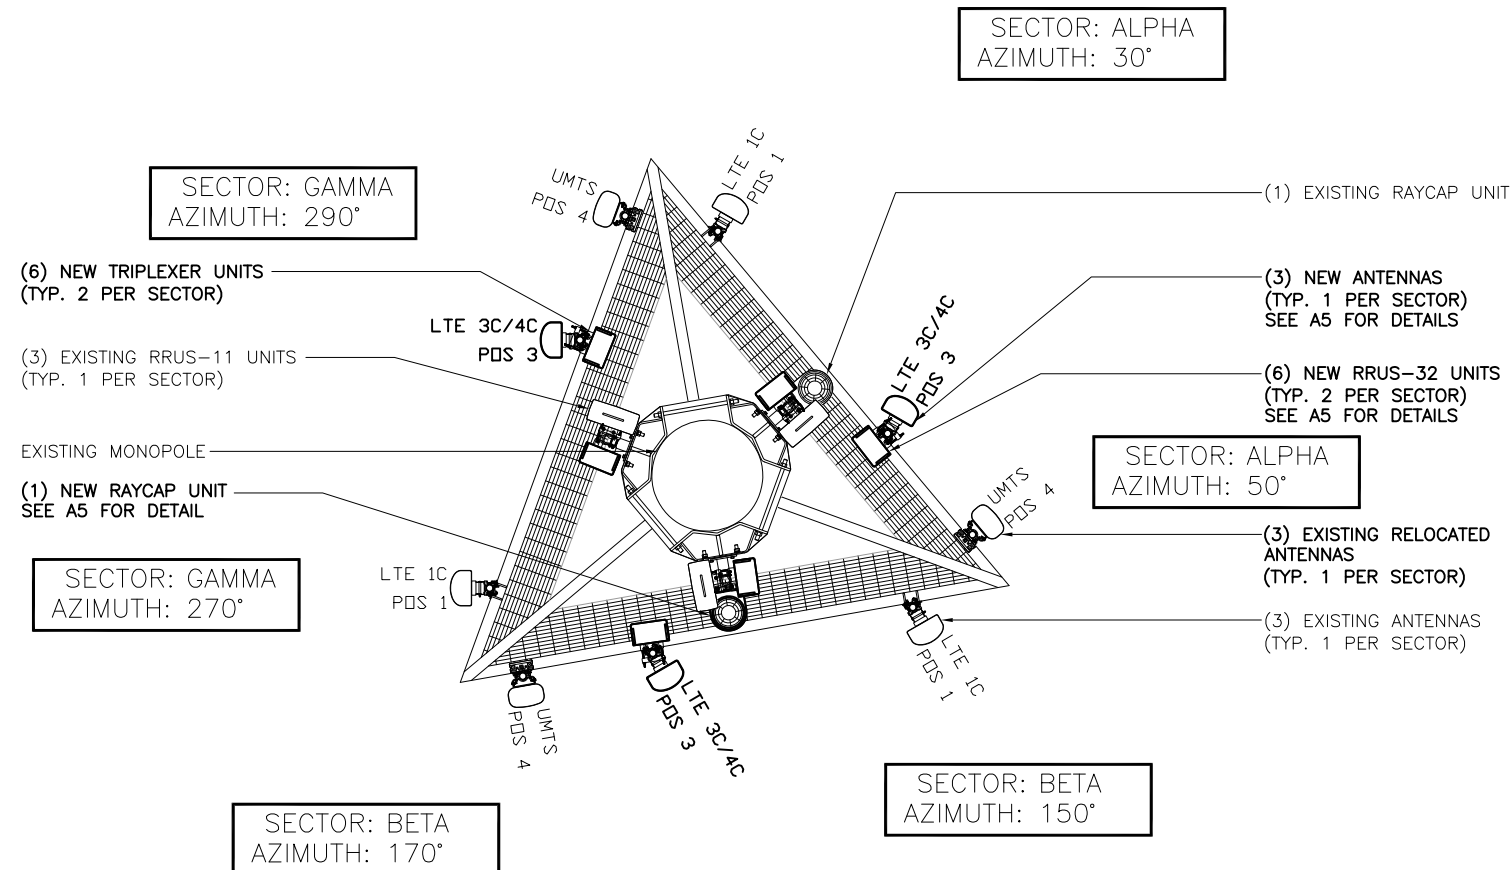 SECTOR: ALPHA
AZIMUTH: 30°
SECTOR: GAMMA
AZIMUTH: 290°
(6) NEW TRIPLEXER UNITS
(TYP. 2 PER SECTOR)
(3) EXISTING RRUS-11 UNITS
(TYP. 1 PER SECTOR)
EXISTING MONOPOLE
(1) NEW RAYCAP UNIT
SEE A5 FOR DETAIL
SECTOR: GAMMA
AZIMUTH: 270°
UMTS
POS 4
LTE 1C
POS 1
LTE 3C/4C
POS 3
LTE 3C/4C
POS 3
UMTS
POS 4
LTE 1C
POS 1
LTE 1C
POS 1
LTE 3C/4C
POS 3
UMTS
POS 4
(1) EXISTING RAYCAP UNIT
(3) NEW ANTENNAS
(TYP. 1 PER SECTOR)
SEE A5 FOR DETAILS
(6) NEW RRUS-32 UNITS
(TYP. 2 PER SECTOR)
SEE A5 FOR DETAILS
SECTOR: ALPHA
AZIMUTH: 50°
(3) EXISTING RELOCATED
ANTENNAS
(TYP. 1 PER SECTOR)
(3) EXISTING ANTENNAS
(TYP. 1 PER SECTOR)
SECTOR: BETA
AZIMUTH: 150°
SECTOR: BETA
AZIMUTH: 170°